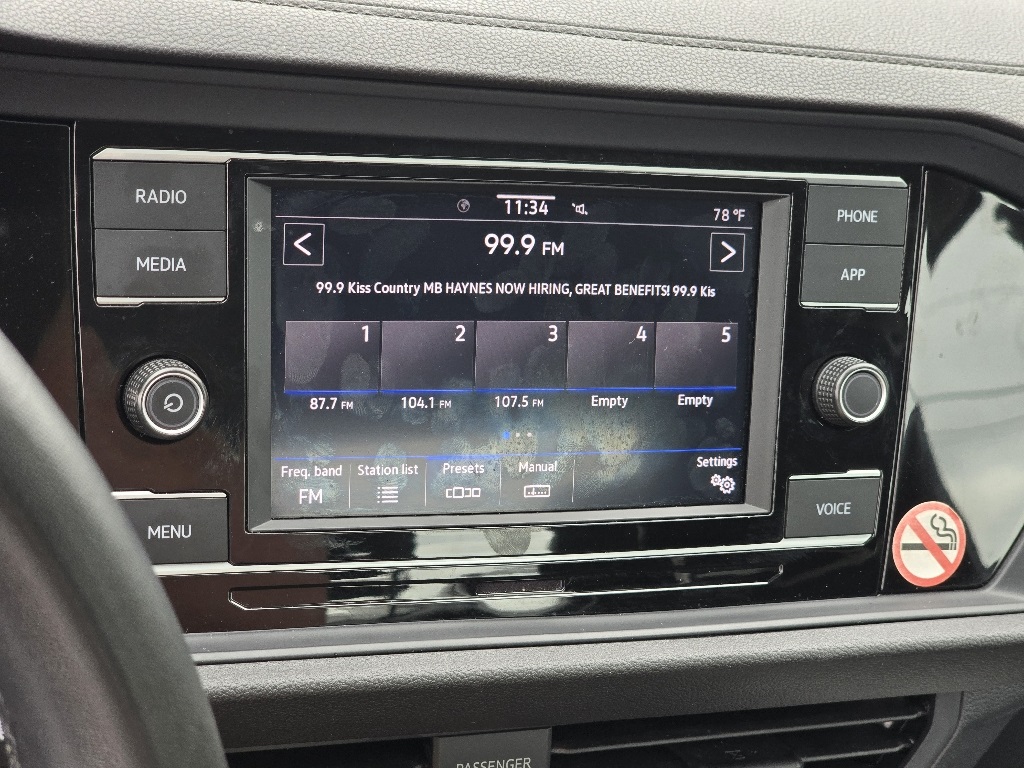 RADIO
MEDIA
MENU
11:34
78 °F
<
99.9 FM
>
99.9 Kiss Country MB HAYNES NOW HIRING, GREAT BENEFITS! 99.9 Kis
1 2 3 4 5
87.7 FM 104.1 FM 107.5 FM Empty Empty
Freq. band Station list Presets Manual Settings
FM
PHONE
APP
VOICE
PASSENGER